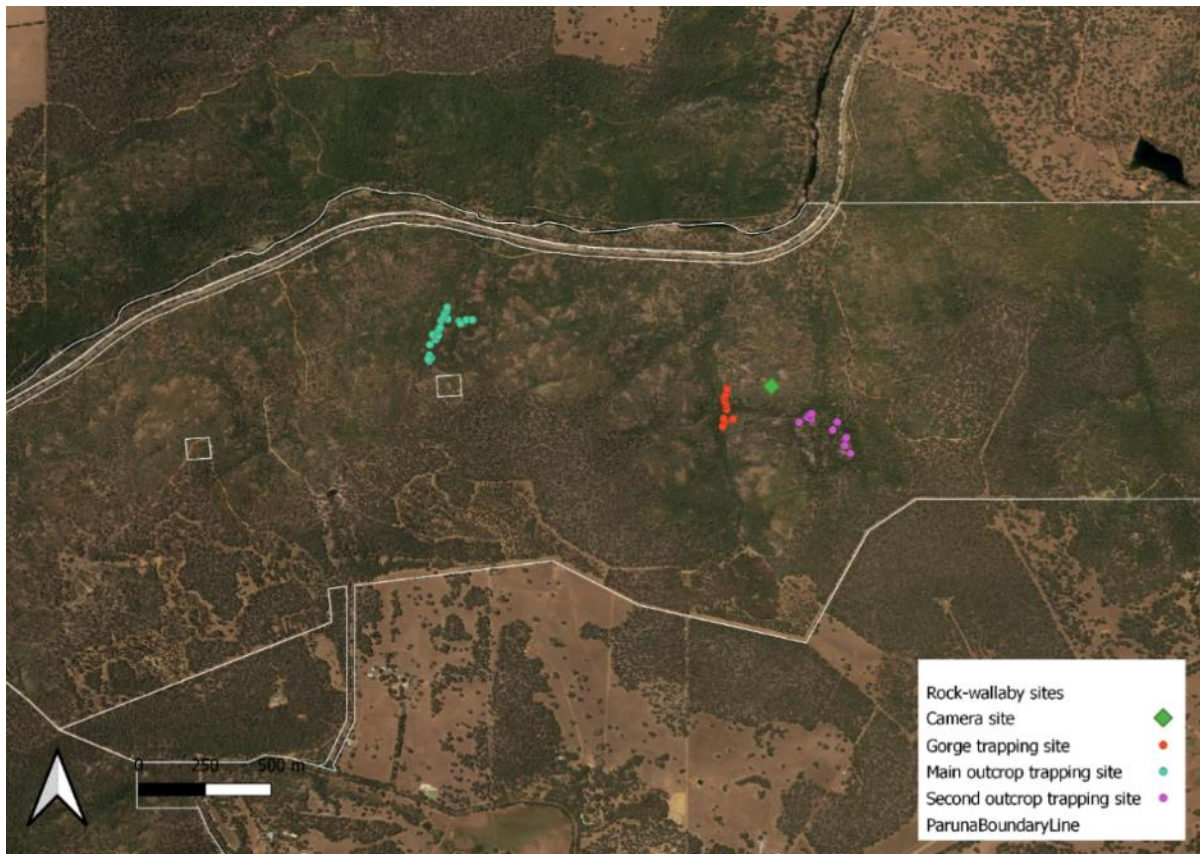 0 250 500 m
Rock-wallaby sites
Camera site
Gorge trapping site
Main outcrop trapping site
Second outcrop trapping site
ParunaBoundaryLine